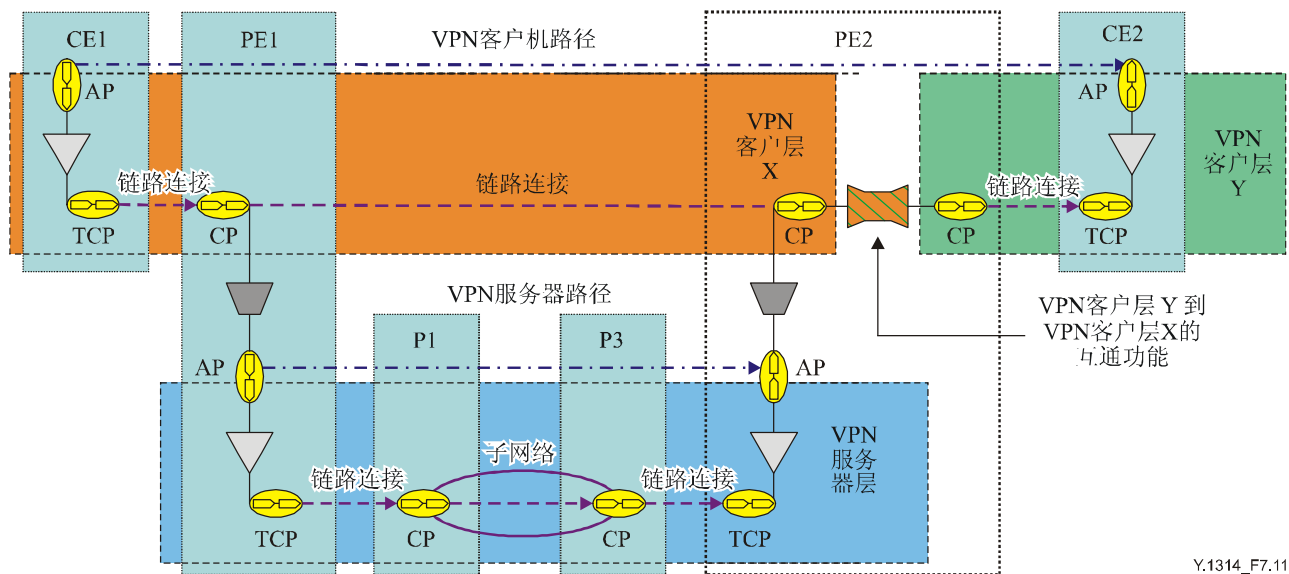 CE1
PE1
VPN客户机路径
PE2
CE2
AP
AP
VPN
客户层
X
VPN
客户层
Y
链路连接
链路连接
链路连接
TCP
CP
CP
CP
TCP
VPN服务器路径
VPN客户层 Y 到
VPN客户层X的
互通功能
P1
P3
AP
AP
VPN
服务
器层
子网络
链路连接
链路连接
TCP
CP
CP
TCP
Y.1314_F7.11